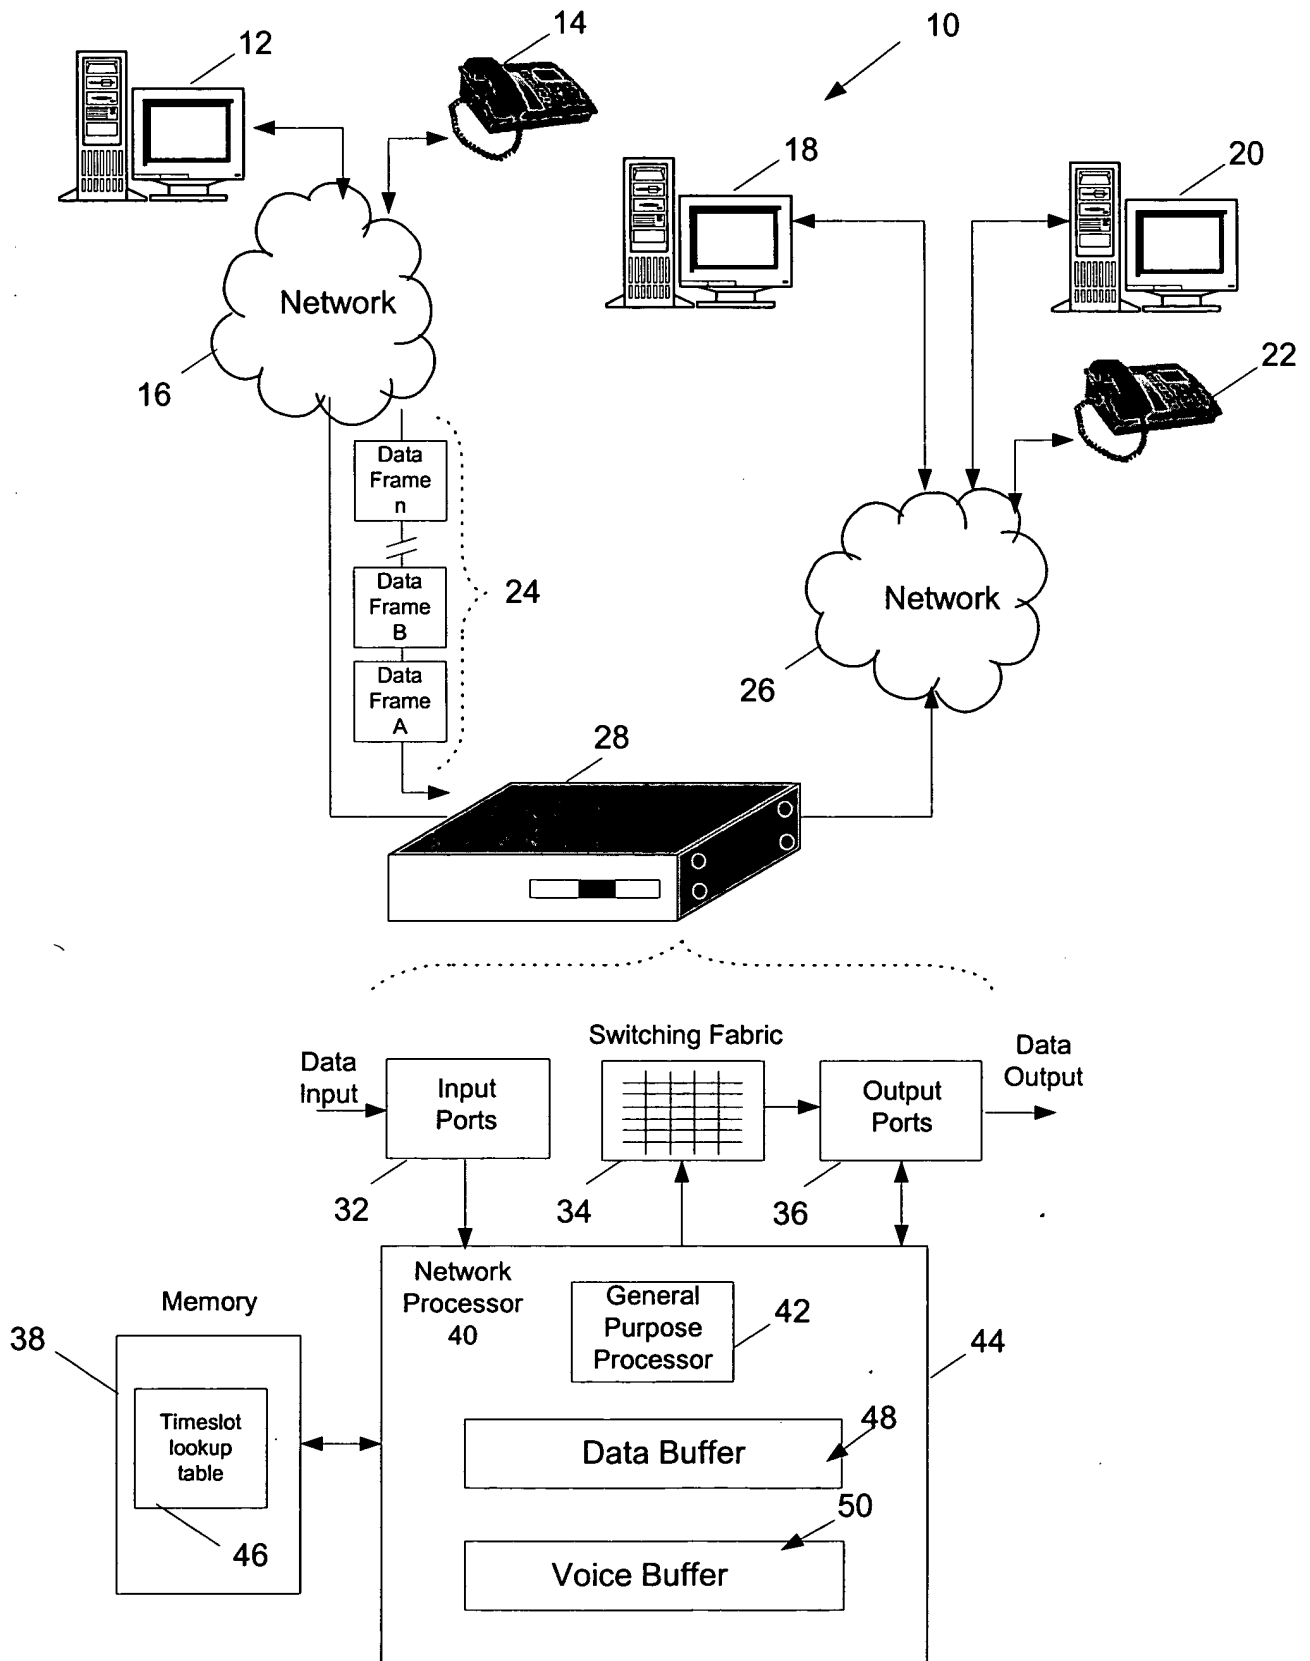 12
14
10
18
20
Network
16
22
Data
Frame
n
Data
Frame
B
24
Data
Frame
A
Network
26
28
Switching Fabric
Data
Input
Input
Ports
Output
Ports
Data
Output
32
34
36
Network
Processor
40
General
Purpose
Processor
42
Memory
38
44
Timeslot
lookup
table
46
Data Buffer
48
50
Voice Buffer